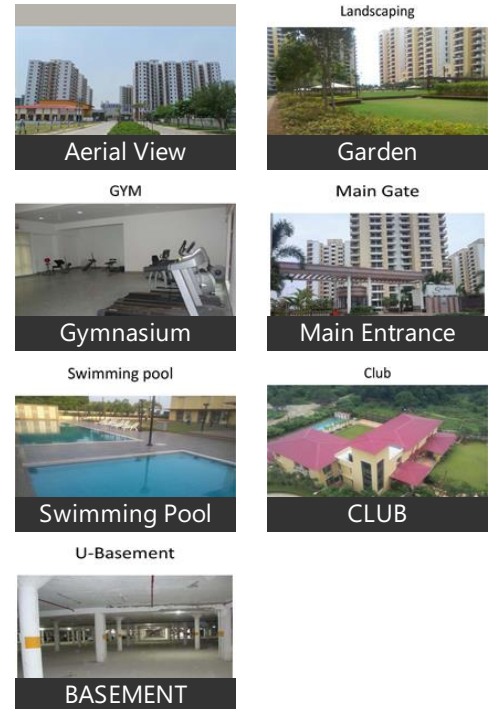 Landscaping
Aerial View
Garden
GYM
Main Gate
Gymnasium
Main Entrance
Swimming pool
Club
Swimming Pool
CLUB
U-Basement
BASEMENT